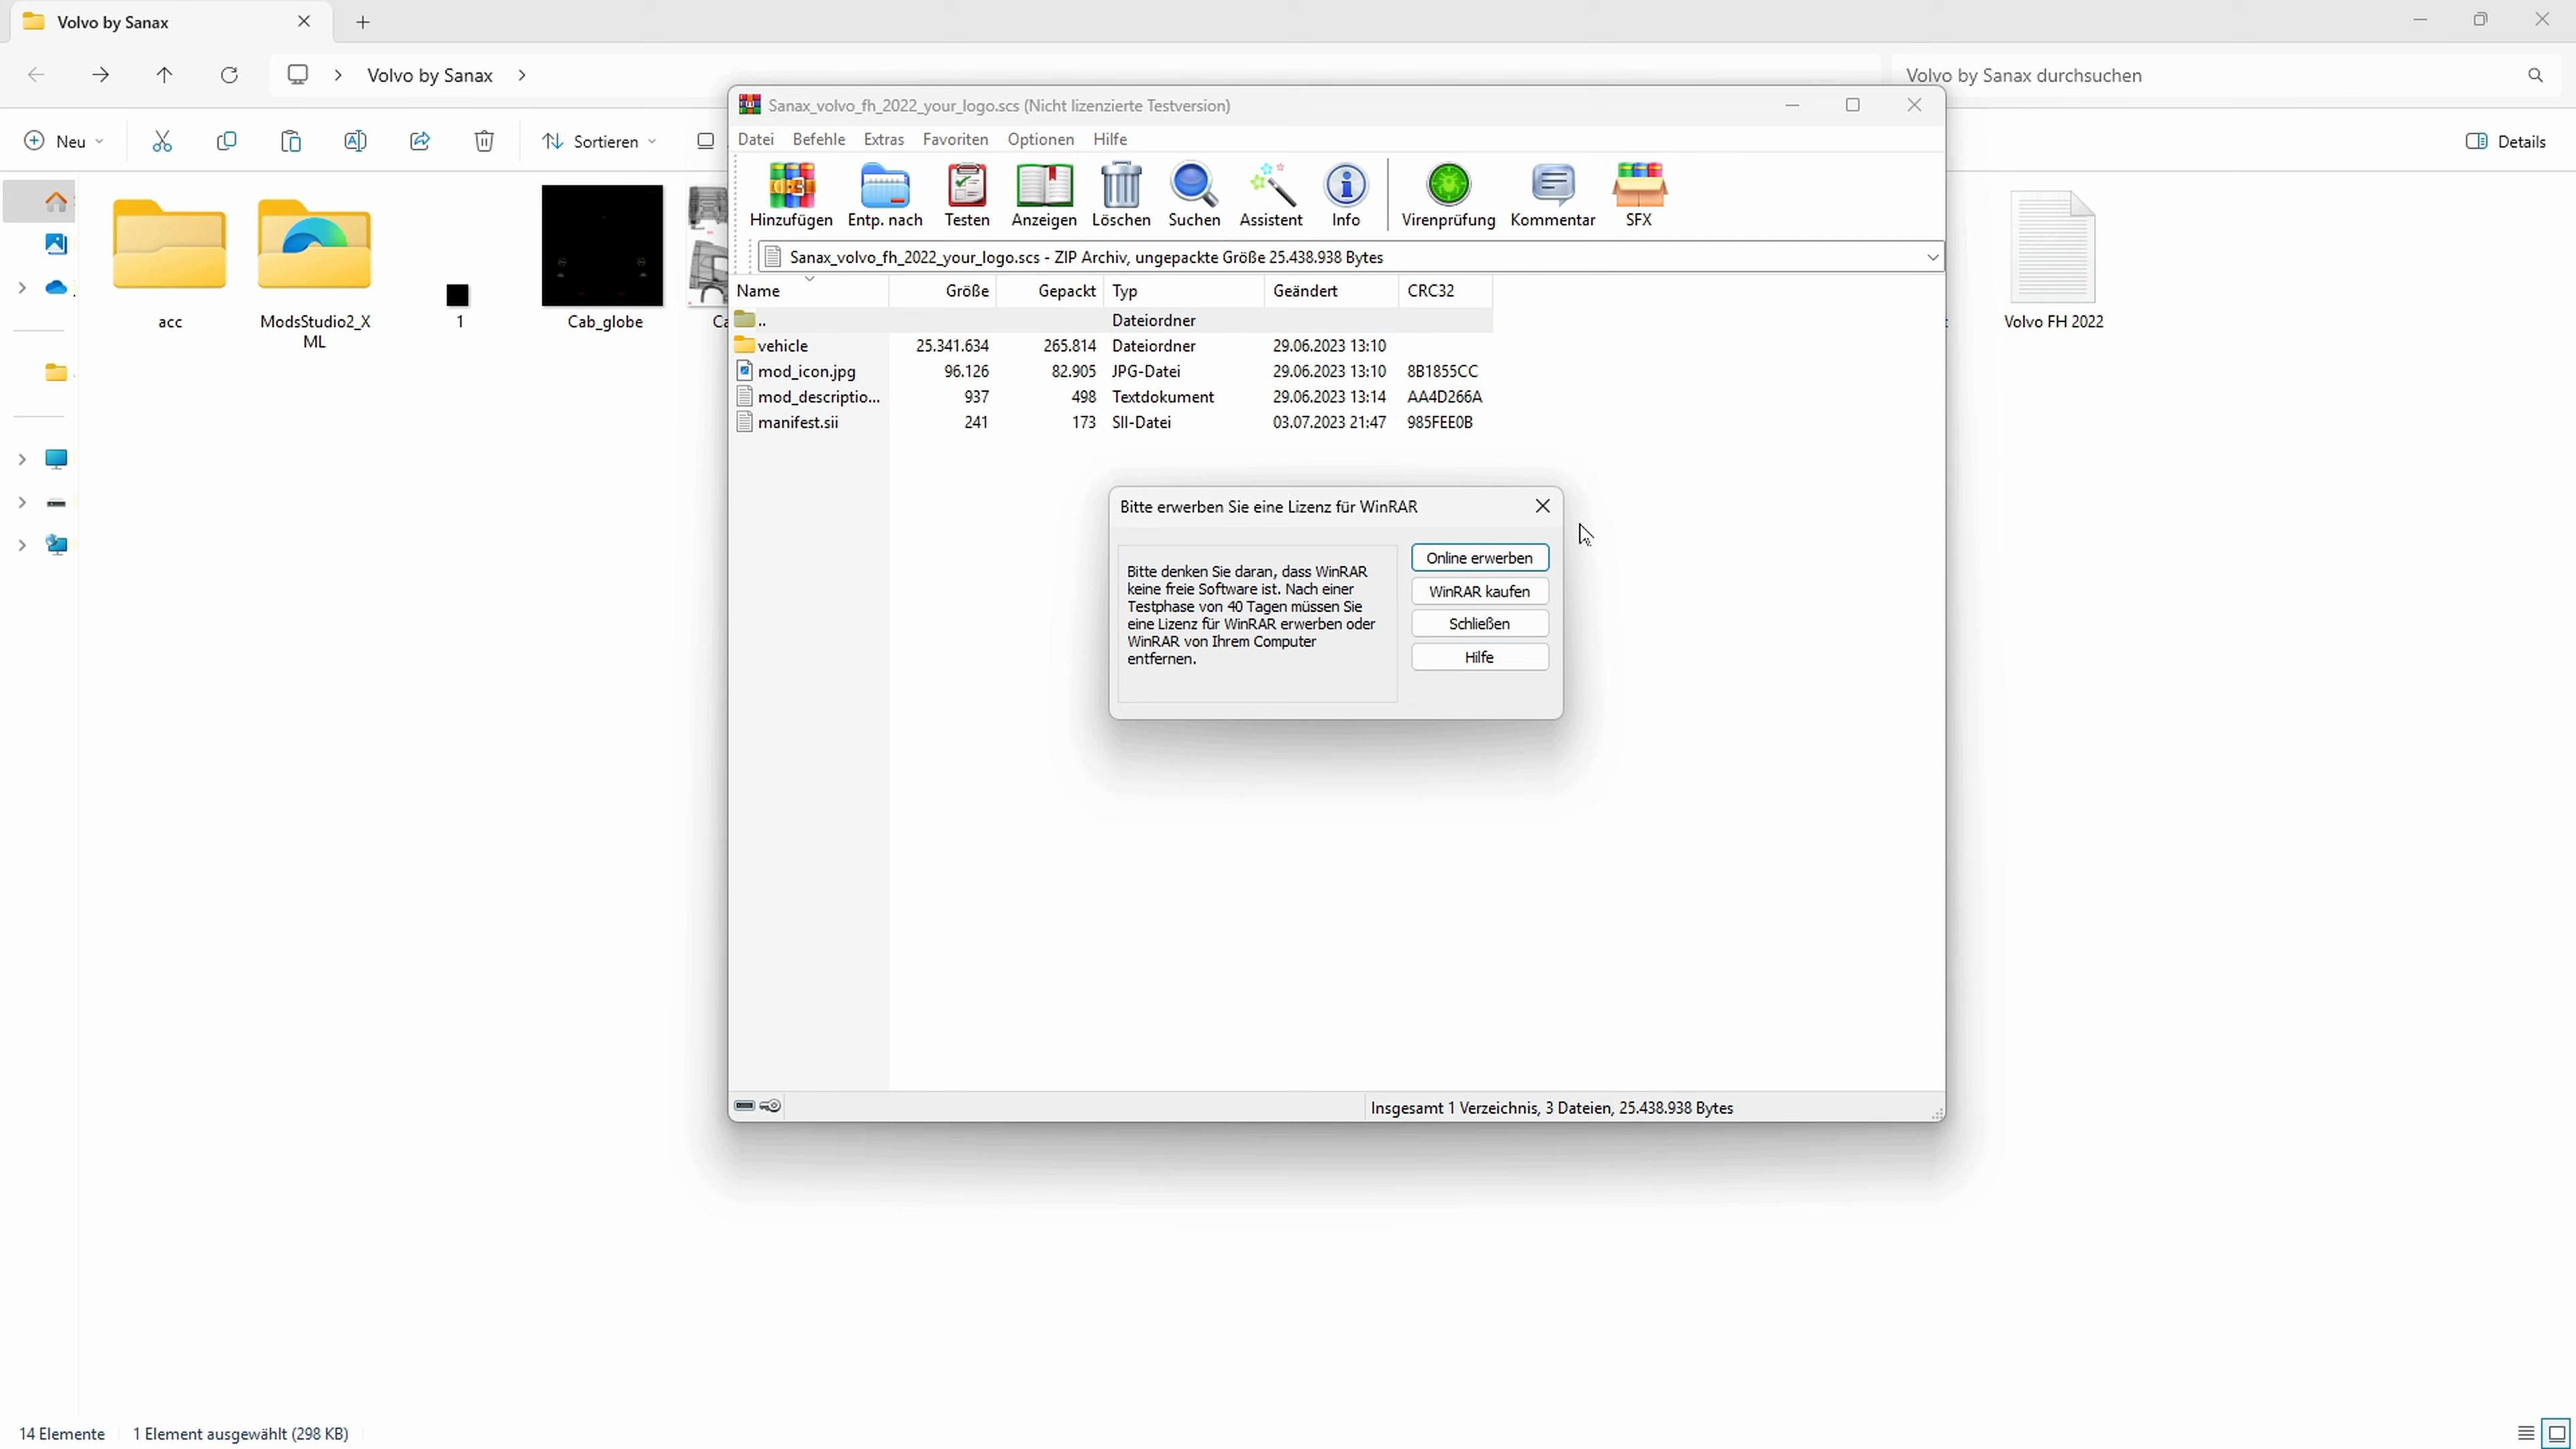 Volvo by Sanax
Volvo by Sanax
Volvo by Sanax durchsuchen
Neu
Sortieren
Details
acc
ModsStudio2_X
ML
1
Cab_globe
Volvo FH 2022
Sanax_volvo_fh_2022_your_logo.scs (Nicht lizenzierte Testversion)
Datei Befehle Extras Favoriten Optionen Hilfe
Hinzufügen Entp. nach Testen Anzeigen Löschen Suchen Assistent Info Virenprüfung Kommentar SFX
Sanax_volvo_fh_2022_your_logo.scs - ZIP Archiv, ungepackte Größe 25.438.938 Bytes
Name Größe Gepackt Typ Geändert CRC32
.. Dateiordner
vehicle 25.341.634 265.814 Dateiordner 29.06.2023 13:10
mod_icon.jpg 96.126 82.905 JPG-Datei 29.06.2023 13:10 8B1855CC
mod_descriptio... 937 498 Textdokument 29.06.2023 13:14 AA4D266A
manifest.sii 241 173 SII-Datei 03.07.2023 21:47 985FEE0B
Bitte erwerben Sie eine Lizenz für WinRAR
Bitte denken Sie daran, dass WinRAR
keine freie Software ist. Nach einer
Testphase von 40 Tagen müssen Sie
eine Lizenz für WinRAR erwerben oder
WinRAR von Ihrem Computer
entfernen.
Online erwerben
WinRAR kaufen
Schließen
Hilfe
Insgesamt 1 Verzeichnis, 3 Dateien, 25.438.938 Bytes
14 Elemente 1 Element ausgewählt (298 KB)